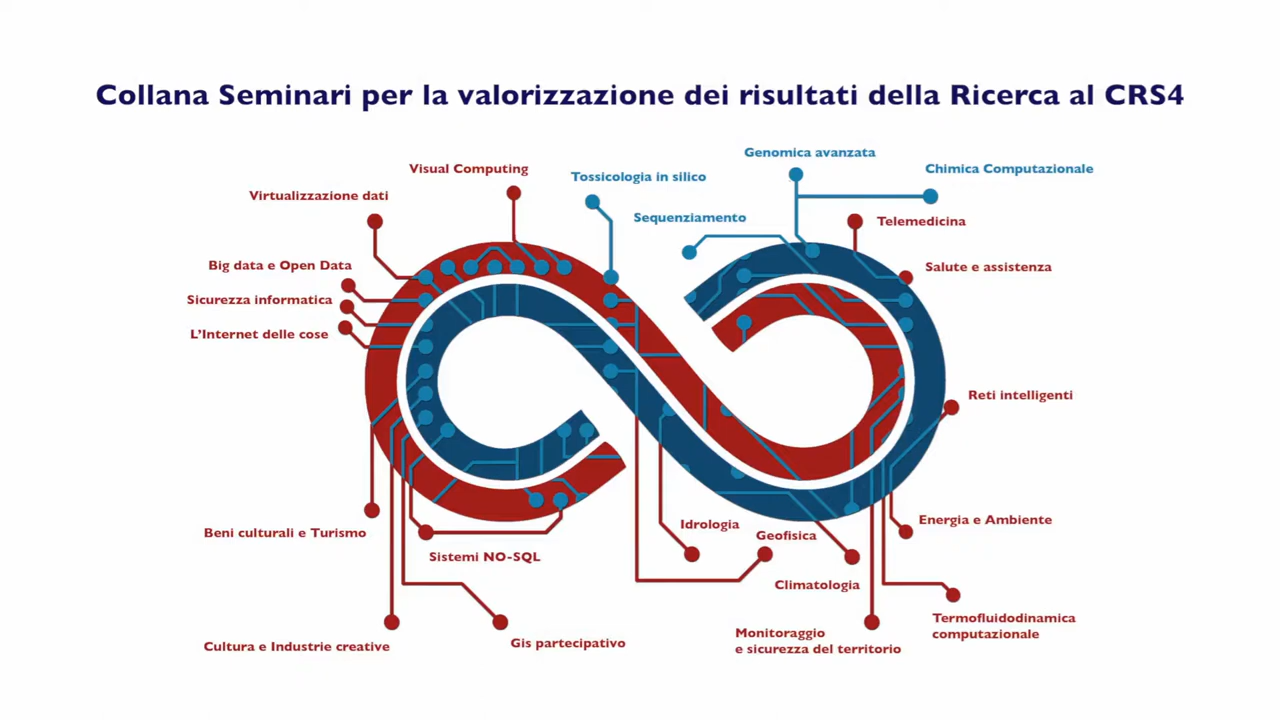 Collana Seminari per la valorizzazione dei risultati della Ricerca al CRS4
Genomica avanzata
Visual Computing
Chimica Computazionale
Tossicologia in silico
Virtualizzazione dati
Sequenziamento
Telemedicina
Big data e Open Data
Salute e assistenza
Sicurezza informatica
L'Internet delle cose
Reti intelligenti
Energia e Ambiente
Idrologia
Beni culturali e Turismo
Geofisica
Sistemi NO-SQL
Climatologia
Termofluidodinamica
computazionale
Monitoraggio
e sicurezza del territorio
Gis partecipativo
Cultura e Industrie creative